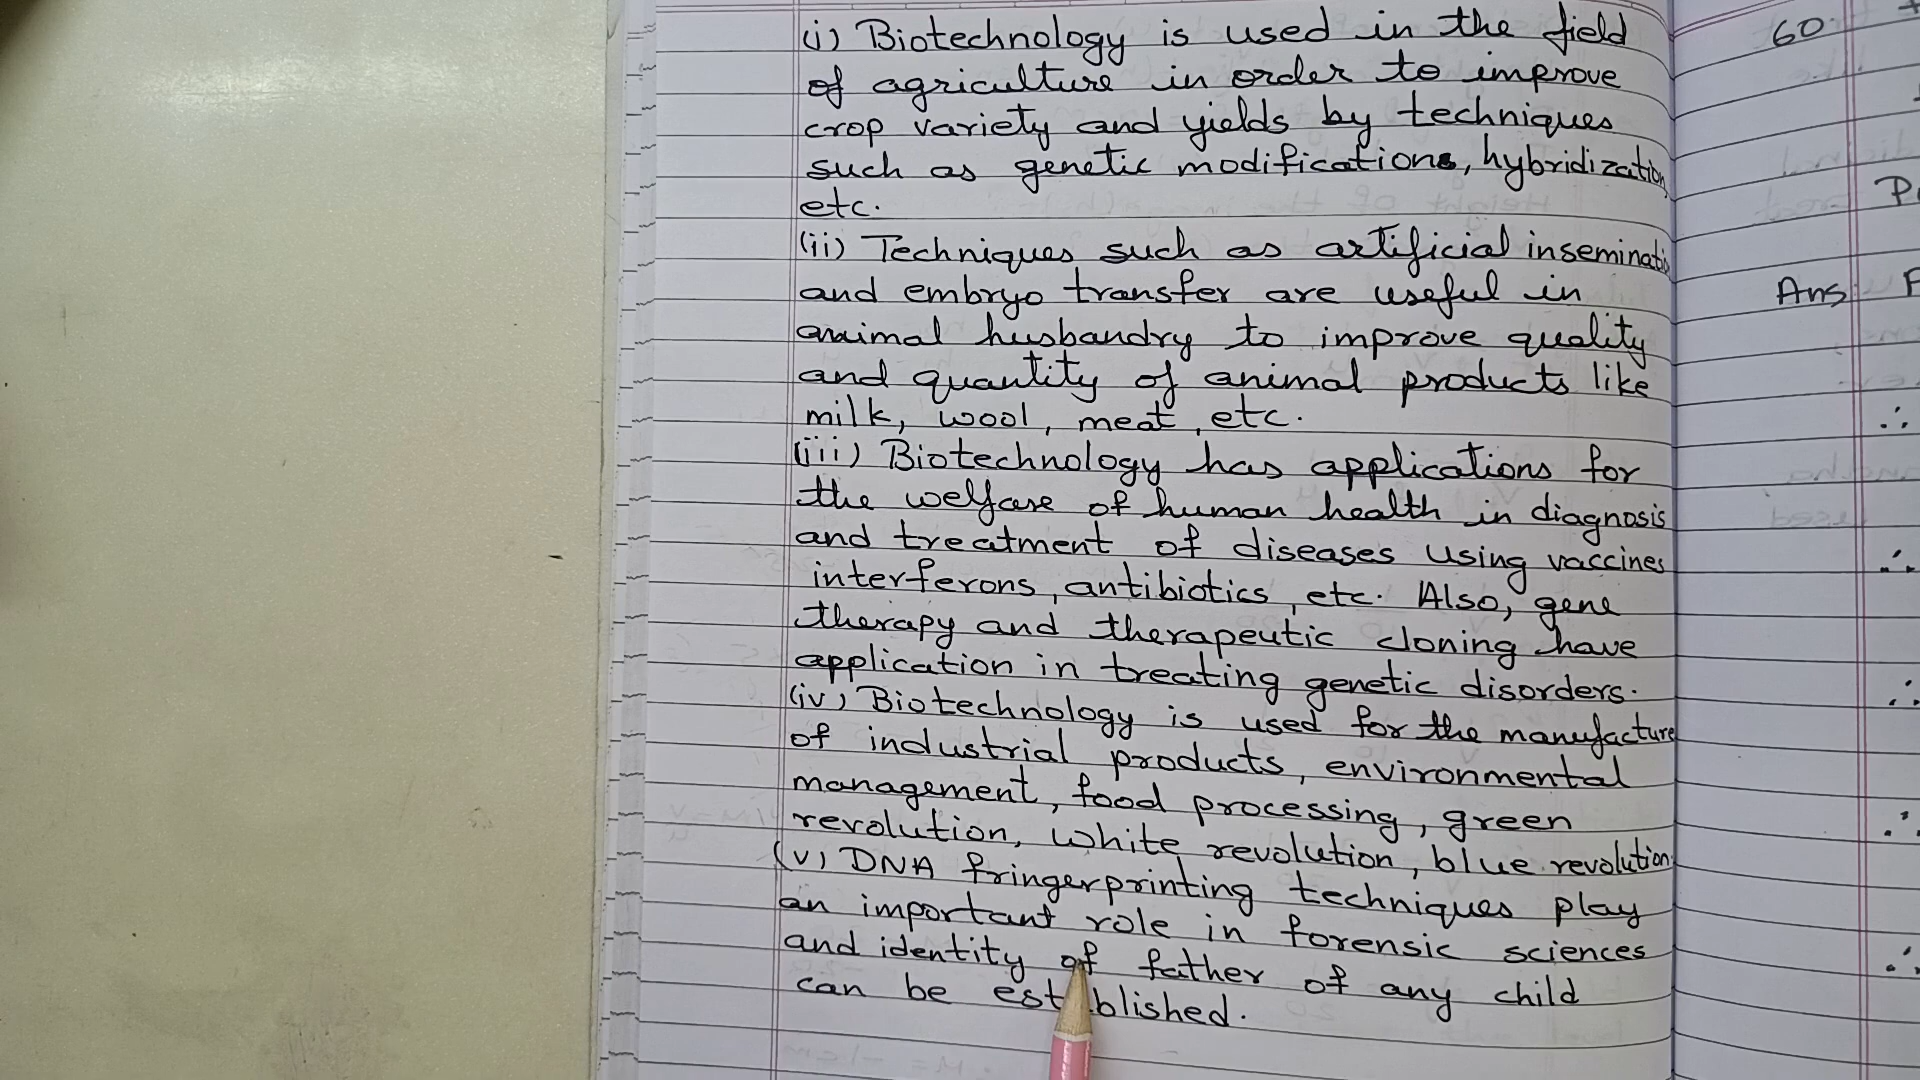 (i) Biotechnology is used in the field
of agriculture in order to improve
crop variety and yields by techniques
such as genetic modifications, hybridization
etc.
(ii) Techniques such as artificial inseminatio
and embryo transfer are useful in
animal husbandry to improve quality
and quantity of animal products like
milk, wool, meat, etc.
(iii) Biotechnology has applications for
the welfare of human health in diagnosis
and treatment of diseases using vaccines
interferons, antibiotics, etc. Also, gene
therapy and therapeutic cloning have
application in treating genetic disorders.
(iv) Biotechnology is used for the manufacture
of industrial products, environmental
management, food processing, green
revolution, white revolution, blue revolution
(v) DNA fringerprinting techniques play
an important role in forensic sciences
and identity of father of any child
can be est blished.
60
Ans